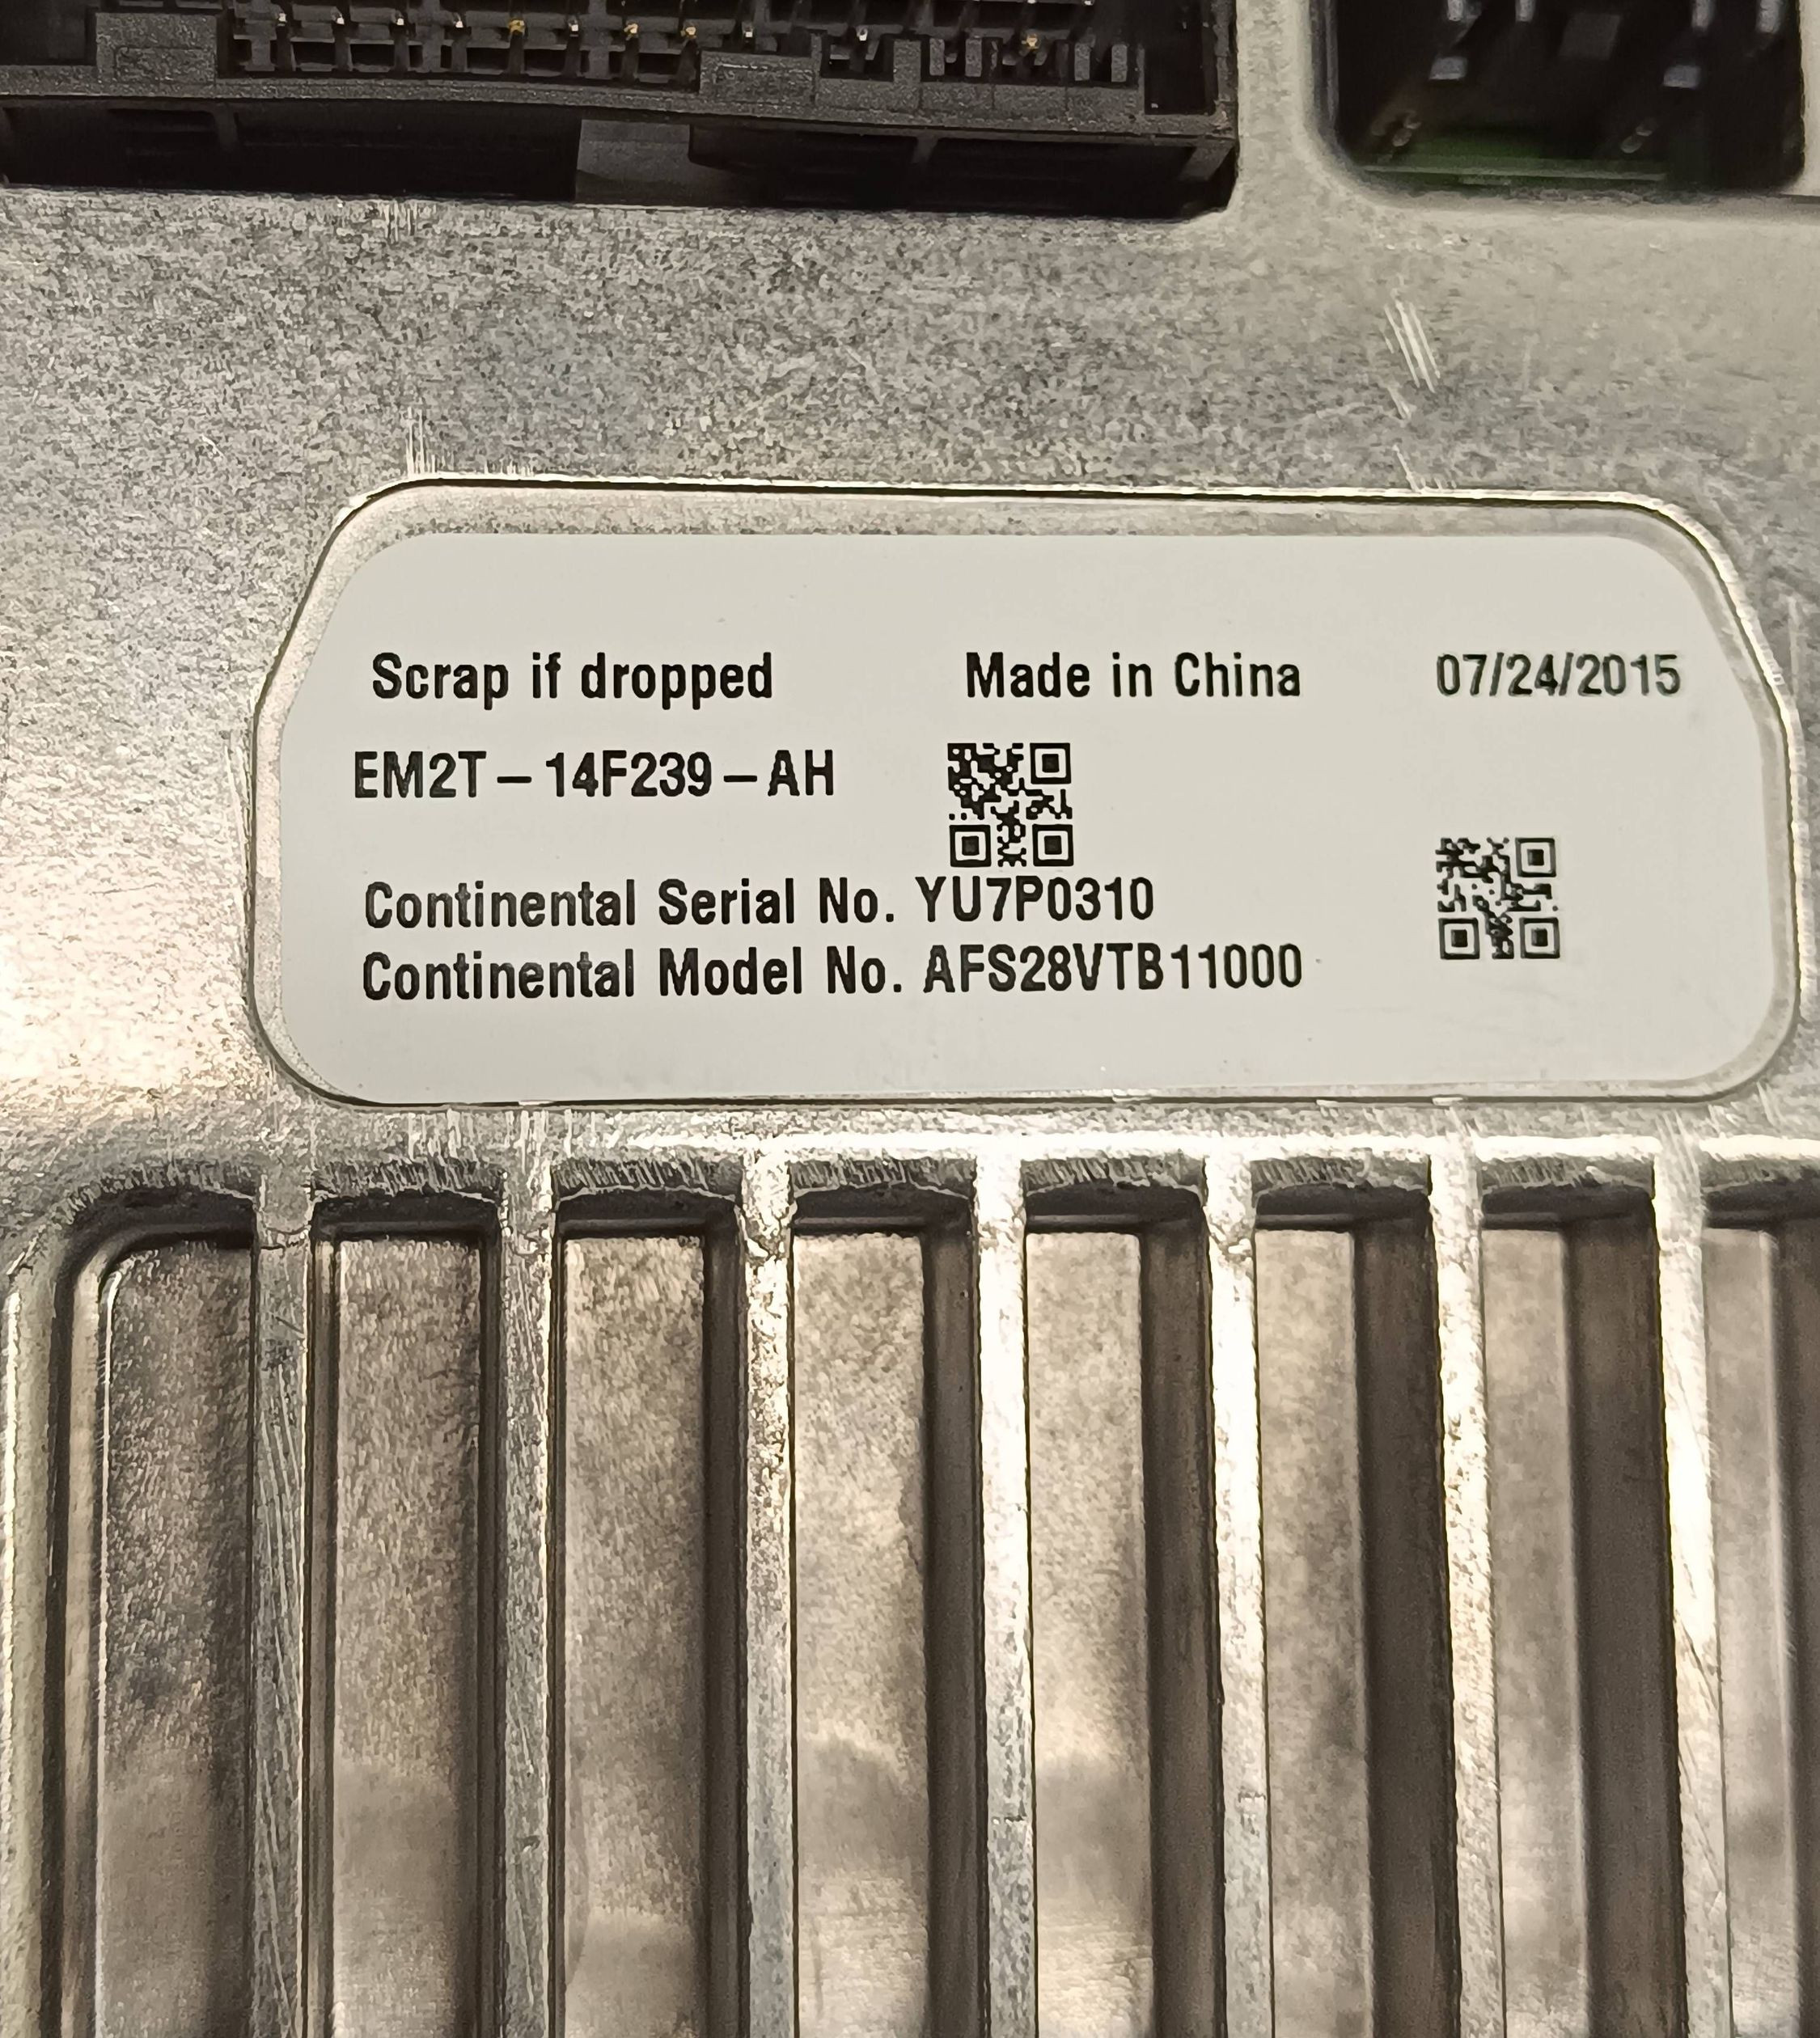 Scrap if dropped Made in China 07/24/2015
EM2T – 14F239 – AH
Continental Serial No. YU7P0310
Continental Model No. AFS28VTB11000